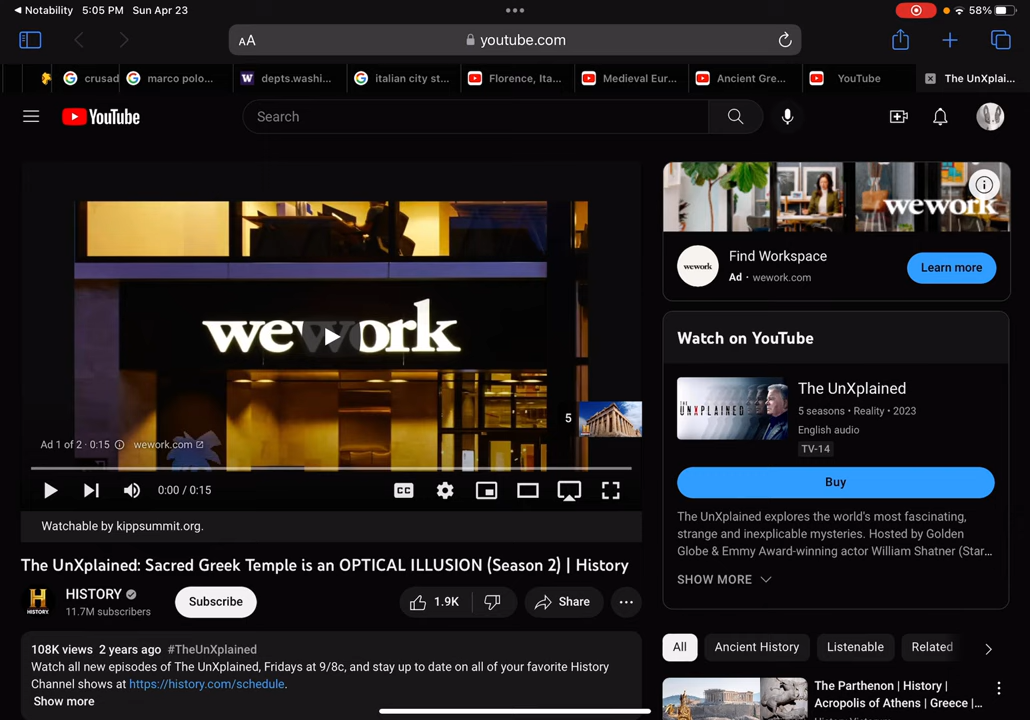 Notability 5:05 PM Sun Apr 23
58%
AA youtube.com
crusad
marco polo...
depts.washi...
italian city st...
Florence, Ita...
Medieval Eur...
Ancient Gre...
YouTube
The UnXplai...
YouTube
Search
wework
Ad 1 of 2 · 0:15 wework.com
5
0:00 / 0:15
CC
Watchable by kippsummit.org.
The UnXplained: Sacred Greek Temple is an OPTICAL ILLUSION (Season 2) | History
HISTORY
HISTORY
11.7M subscribers
Subscribe
1.9K
Share
108K views 2 years ago #TheUnXplained
Watch all new episodes of The UnXplained, Fridays at 9/8c, and stay up to date on all of your favorite History
Channel shows at https://history.com/schedule.
Show more
wework
wework
Find Workspace
Ad · wework.com
Learn more
Watch on YouTube
THE UNXPLAINED
The UnXplained
5 seasons • Reality • 2023
English audio
TV-14
Buy
The UnXplained explores the world's most fascinating,
strange and inexplicable mysteries. Hosted by Golden
Globe & Emmy Award-winning actor William Shatner (Star...
SHOW MORE
All
Ancient History
Listenable
Related
The Parthenon | History |
Acropolis of Athens | Greece |...